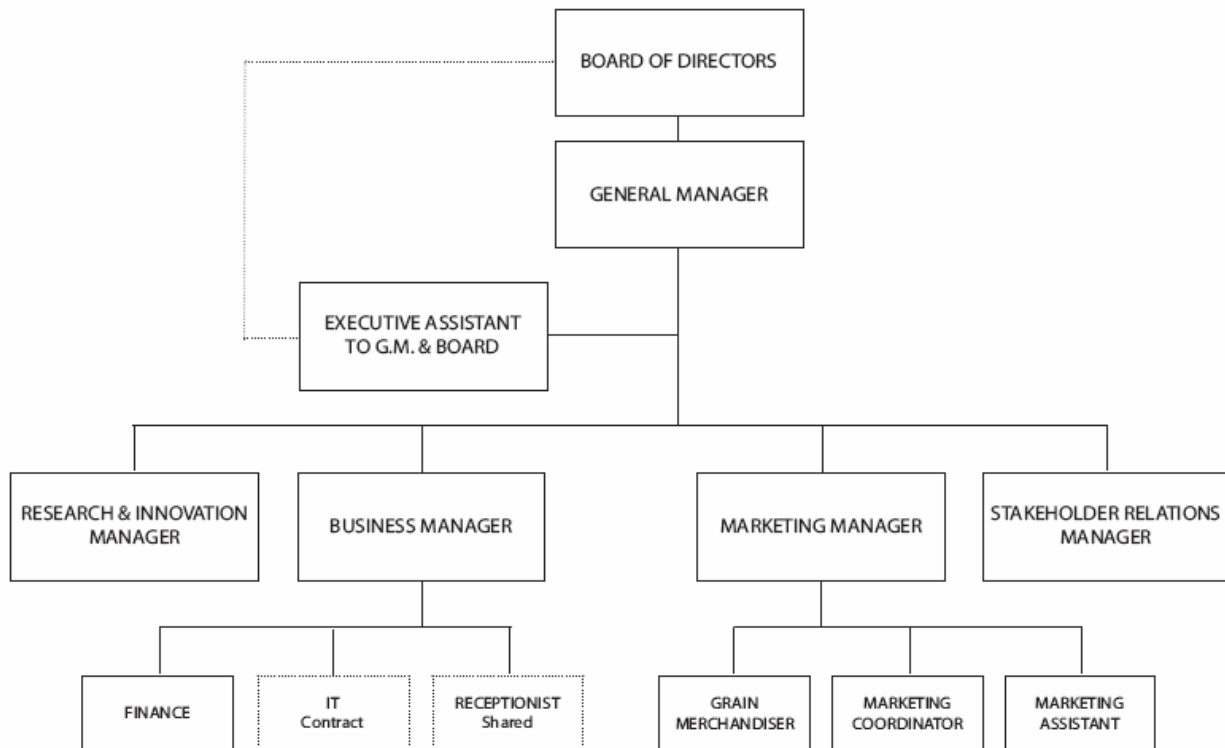 BOARD OF DIRECTORS
GENERAL MANAGER
EXECUTIVE ASSISTANT
TO G.M. & BOARD
RESEARCH & INNOVATION
MANAGER
BUSINESS MANAGER
MARKETING MANAGER
STAKEHOLDER RELATIONS
MANAGER
FINANCE
IT
Contract
RECEPTIONIST
Shared
GRAIN
MERCHANDISER
MARKETING
COORDINATOR
MARKETING
ASSISTANT